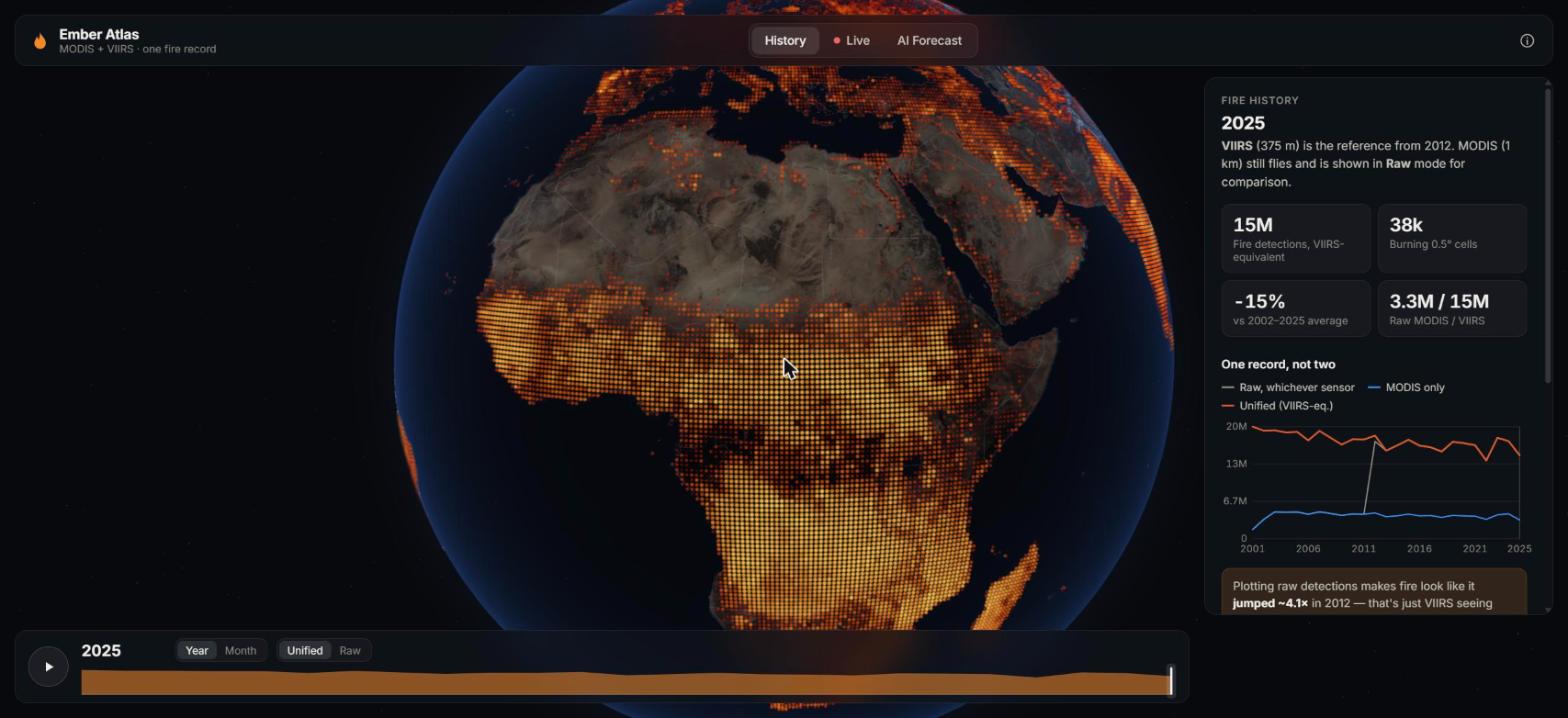 Ember Atlas
MODIS + VIIRS · one fire record
History
Live
AI Forecast
FIRE HISTORY
2025
VIIRS (375 m) is the reference from 2012. MODIS (1
km) still flies and is shown in Raw mode for
comparison.
15M
Fire detections, VIIRS-
equivalent
38k
Burning 0.5° cells
-15%
vs 2002–2025 average
3.3M / 15M
Raw MODIS / VIIRS
One record, not two
Raw, whichever sensor
MODIS only
Unified (VIIRS-eq.)
20M
13M
6.7M
0
2001
2006
2011
2016
2021
2025
Plotting raw detections makes fire look like it
jumped ~4.1× in 2012 — that's just VIIRS seeing
2025
Year
Month
Unified
Raw